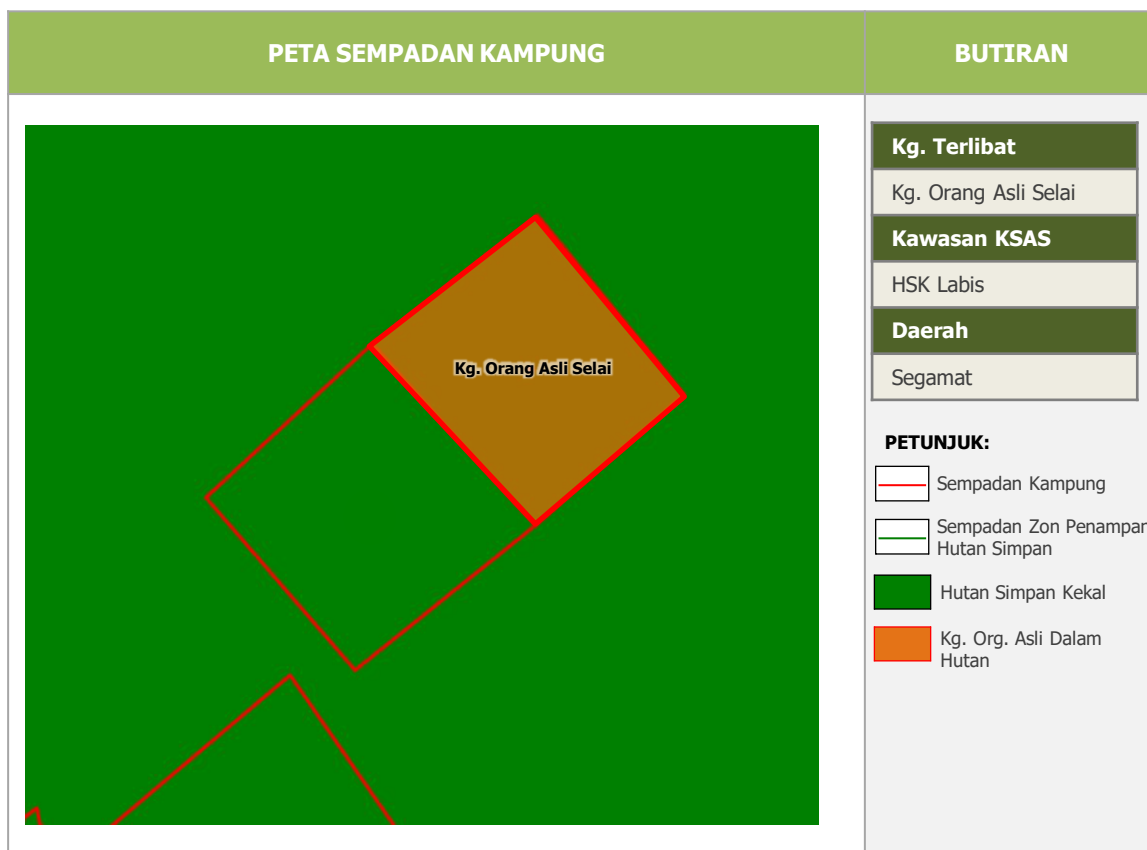 PETA SEMPADAN KAMPUNG
BUTIRAN
Kg. Orang Asli Selai
Kg. Terlibat
Kg. Orang Asli Selai
Kawasan KSAS
HSK Labis
Daerah
Segamat
PETUNJUK:
Sempadan Kampung
Sempadan Zon Penampan
Hutan Simpan
Hutan Simpan Kekal
Kg. Org. Asli Dalam
Hutan